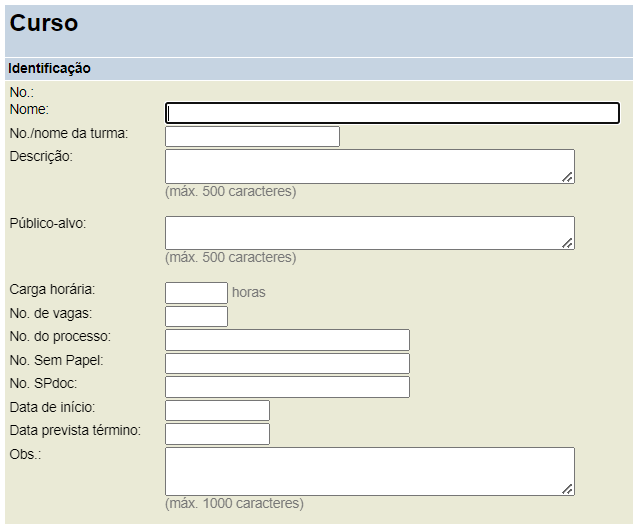 Curso
Identificação
No.:
Nome:
No./nome da turma:
Descrição:
(máx. 500 caracteres)
Público-alvo:
(máx. 500 caracteres)
Carga horária: horas
No. de vagas:
No. do processo:
No. Sem Papel:
No. SPdoc:
Data de início:
Data prevista término:
Obs.:
(máx. 1000 caracteres)